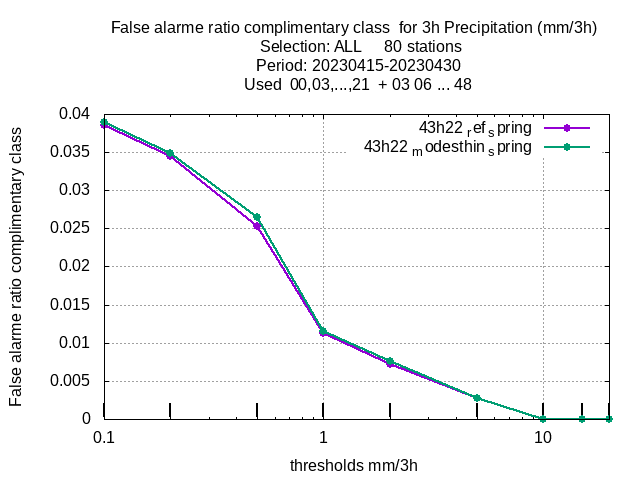 False alarme ratio complimentary class  for 3h Precipitation (mm/3h)
Selection: ALL     80 stations
Period: 20230415-20230430
Used  00,03,...,21  + 03 06 ... 48
False alarme ratio complimentary class
0.04
0.035
0.03
0.025
0.02
0.015
0.01
0.005
0
43h22 ref spring
43h22 modesthin spring
0.1 1 10
thresholds mm/3h